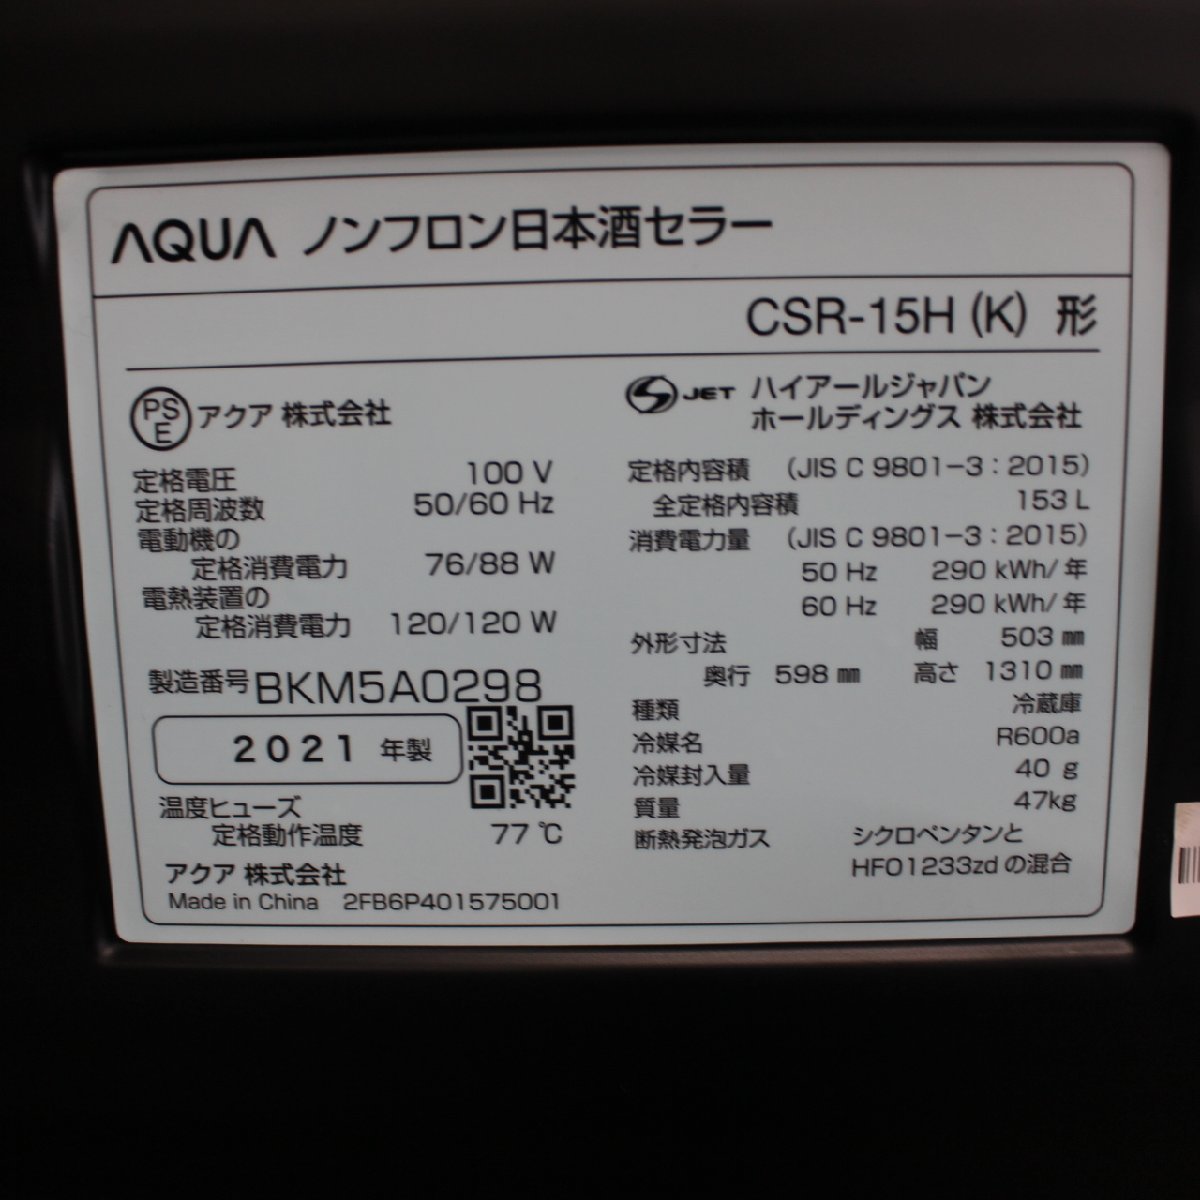 AQUA ノンフロン日本酒セラー
CSR-15H (K) 形
PS
E
アクア 株式会社
定格電圧 100 V
定格周波数 50/60 Hz
電動機の
定格消費電力 76/88 W
電熱装置の
定格消費電力 120/120 W
製造番号 BKM5A0298
2021 年製
温度ヒューズ
定格動作温度 77 ℃
アクア 株式会社
Made in China 2FB6P401575001
JET ハイアールジャパン
ホールディングス 株式会社
定格内容積 (JIS C 9801-3:2015)
全定格内容積 153 L
消費電力量 (JIS C 9801-3:2015)
50 Hz 290 kWh/年
60 Hz 290 kWh/年
外形寸法 幅 503 ㎜
奥行 598 ㎜ 高さ 1310 ㎜
種類 冷蔵庫
冷媒名 R600a
冷媒封入量 40 g
質量 47kg
断熱発泡ガス シクロペンタンと
HFO1233zdの混合